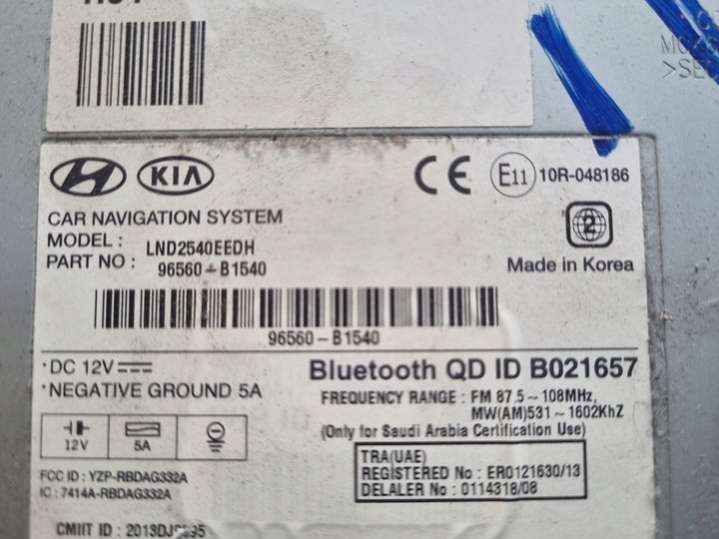 KIA
CE
E11 10R-048186
CAR NAVIGATION SYSTEM
MODEL : LND2540EEDH
PART NO : 96560-B1540
2
Made in Korea
96560-B1540
·DC 12V
·NEGATIVE GROUND 5A
12V 5A
Bluetooth QD ID B021657
FREQUENCY RANGE : FM 87.5~108MHz,
MW(AM)531~1602KhZ
(Only for Saudi Arabia Certification Use)
TRA(UAE)
REGISTERED No : ER0121630/13
DELALER No : 0114318/08
FCC ID : YZP-RBDAG332A
IC : 7414A-RBDAG332A
CMIIT ID :